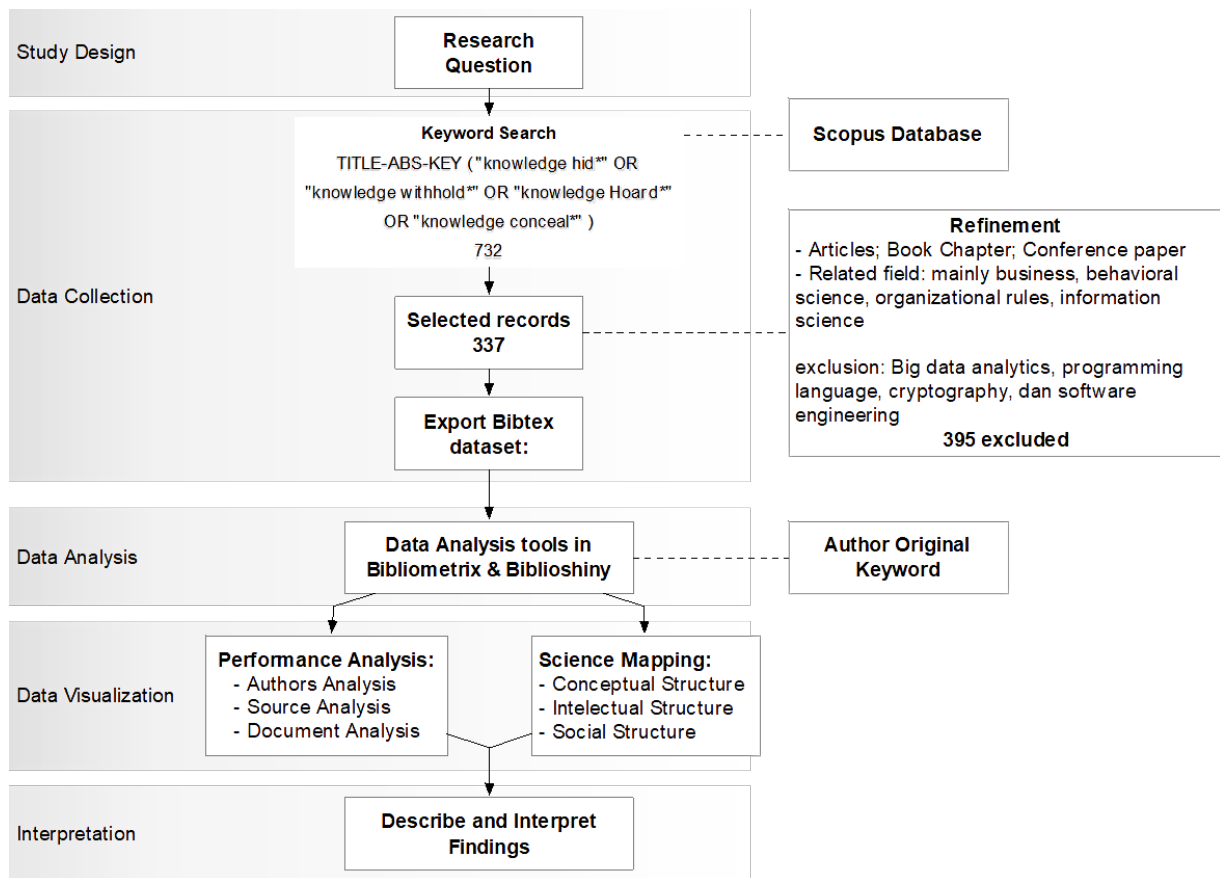 Study Design
Research
Question
Data Collection
Keyword Search
TITLE-ABS-KEY ("knowledge hid*" OR
"knowledge withhold*" OR "knowledge Hoard*"
OR "knowledge conceal*" )
732
Scopus Database
Selected records
337
Refinement
- Articles; Book Chapter; Conference paper
- Related field: mainly business, behavioral
science, organizational rules, information
science
exclusion: Big data analytics, programming
language, cryptography, dan software
engineering
395 excluded
Export Bibtex
dataset:
Data Analysis
Data Analysis tools in
Bibliometrix & Biblioshiny
Author Original
Keyword
Data Visualization
Performance Analysis:
- Authors Analysis
- Source Analysis
- Document Analysis
Science Mapping:
- Conceptual Structure
- Intelectual Structure
- Social Structure
Interpretation
Describe and Interpret
Findings